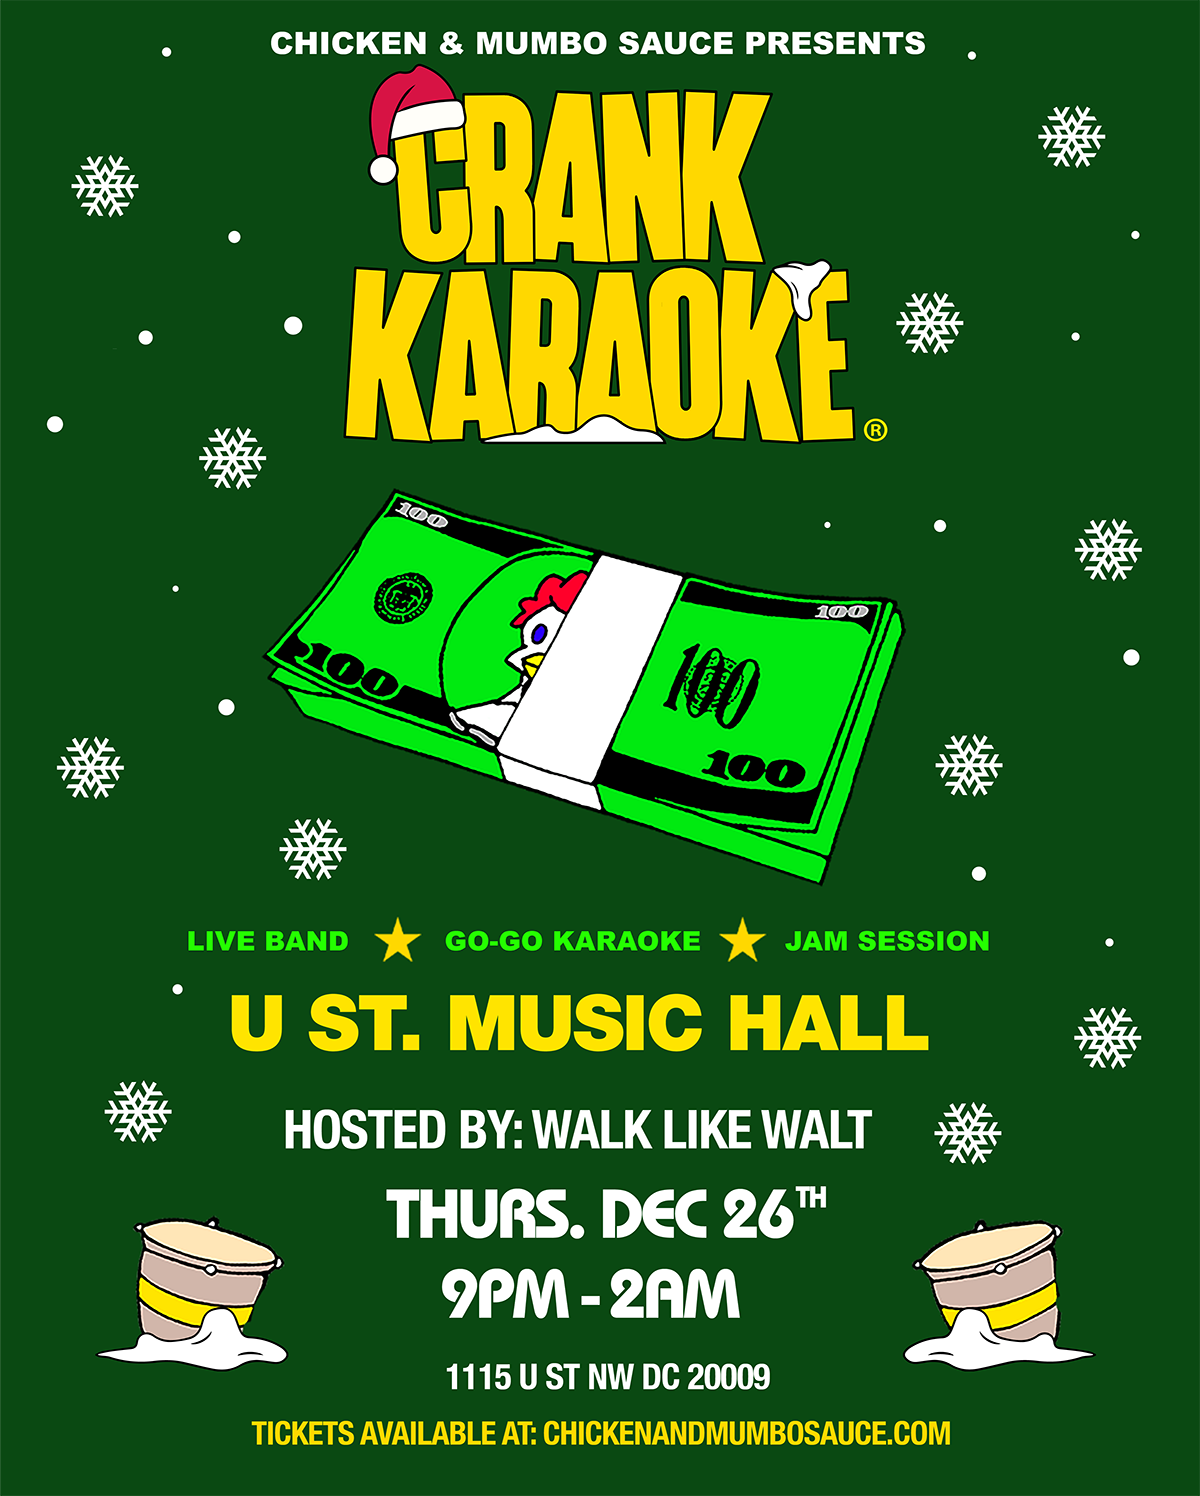 CHICKEN & MUMBO SAUCE PRESENTS
CRANK
KARAOKE ®
100
100
100
100
100
LIVE BAND ★ GO-GO KARAOKE ★ JAM SESSION
U ST. MUSIC HALL
HOSTED BY: WALK LIKE WALT
THURS. DEC 26TH
9PM - 2AM
1115 U ST NW DC 20009
TICKETS AVAILABLE AT: CHICKENANDMUMBOSAUCE.COM